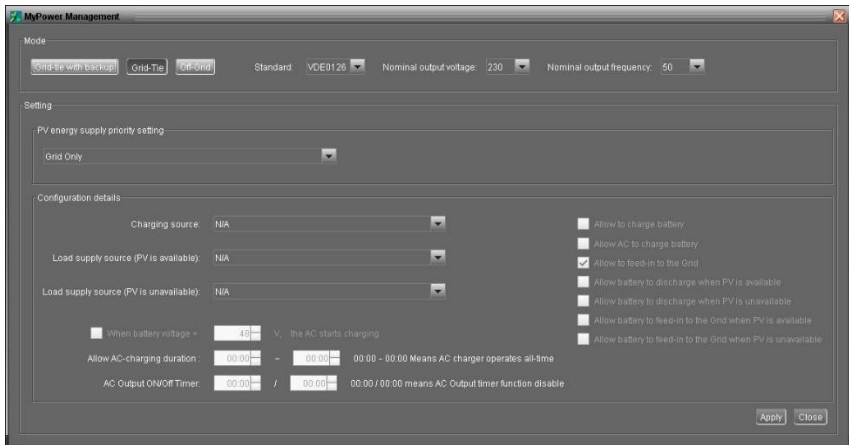 MyPower Management
Mode
Grid-tie with backup Grid-Tie Off-Grid Standard: VDE0126 Nominal output voltage: 230 Nominal output frequency: 50
Setting
PV energy supply priority setting
Grid Only
Configuration details
Charging source: N/A
Load supply source (PV is available): N/A
Load supply source (PV is unavailable): N/A
When battery voltage < 48 V, the AC starts charging
Allow AC-charging duration : 00:00 ~ 00:00 00:00 - 00:00 Means AC charger operates all-time
AC Output ON/Off Timer: 00:00 / 00:00 00:00 / 00:00 means AC Output timer function disable
Allow to charge battery
Allow AC to charge battery
Allow to feed-in to the Grid
Allow battery to discharge when PV is available
Allow battery to discharge when PV is unavailable
Allow battery to feed-in to the Grid when PV is available
Allow battery to feed-in to the Grid when PV is unavailable
Apply Close